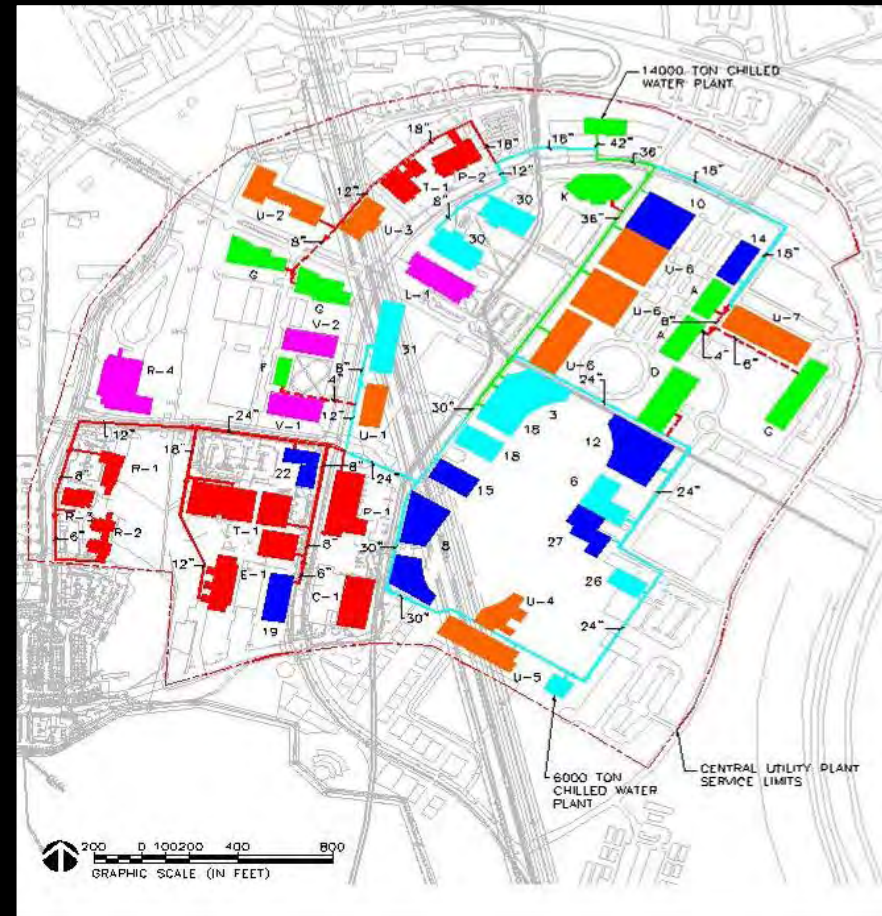 14000 TON CHILLED
WATER PLANT
18"
18"
18"
42"
36"
P-2
12"
18"
T-1
K
12"
8"
30
36"
10
U-2
U-3
30
14
18"
8"
U-6
A
G
G
L-4
U-6
8"
U-7
V-2
A
4"
6"
31
U-6
D
R-4
F
8"
24"
4"
12"
30"
3
G
V-1
U-1
18
12
12"
24"
18"
22
8"
24"
18
6
24"
R-1
8"
15
P-1
R-3
T-1
27
R-2
8"
30"
8
6"
26
12"
E-1
6"
C-1
U-4
30"
24"
19
U-5
6000 TON
CHILLED WATER
PLANT
CENTRAL UTILITY PLANT
SERVICE LIMITS
200 0 100200 400 800
GRAPHIC SCALE (IN FEET)